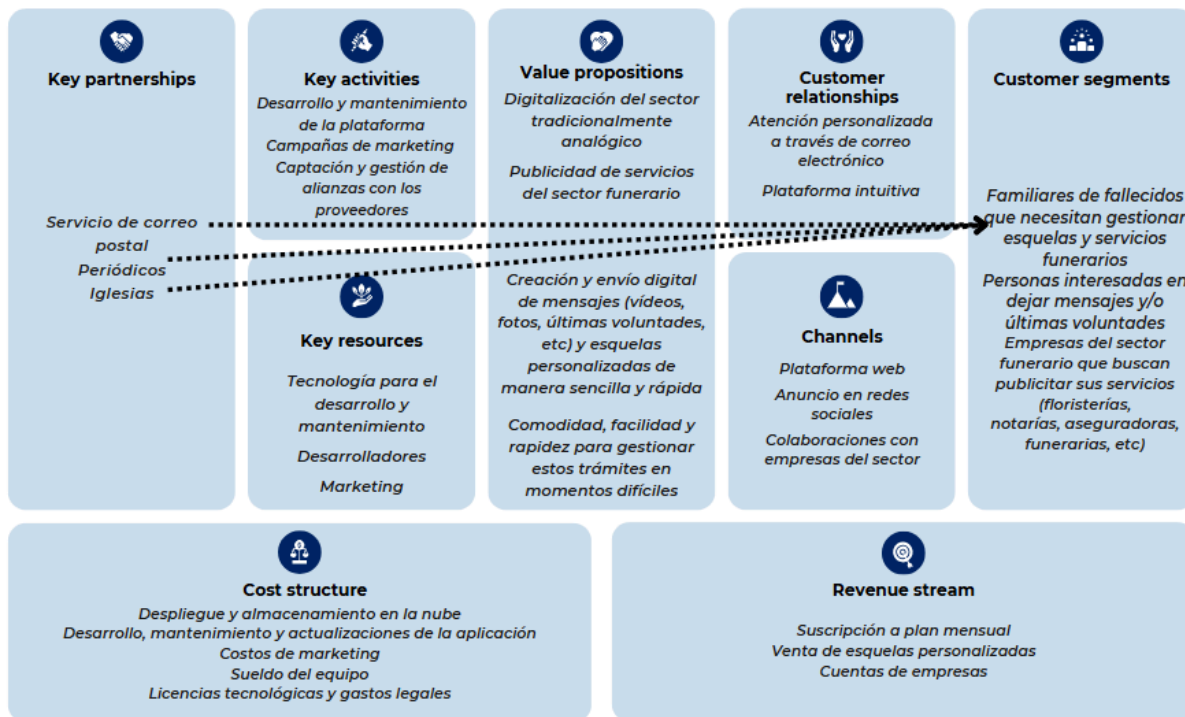 Key partnerships
Servicio de correo
postal
Periódicos
Iglesias
Key activities
Desarrollo y mantenimiento
de la plataforma
Campañas de marketing
Captación y gestión de
alianzas con los
proveedores
Key resources
Tecnología para el
desarrollo y
mantenimiento
Desarrolladores
Marketing
Value propositions
Digitalización del sector
tradicionalmente
analógico
Publicidad de servicios
del sector funerario
Creación y envío digital
de mensajes (vídeos,
fotos, últimas voluntades,
etc) y esquelas
personalizadas de
manera sencilla y rápida
Comodidad, facilidad y
rapidez para gestionar
estos trámites en
momentos difíciles
Customer
relationships
Atención personalizada
a través de correo
electrónico
Plataforma intuitiva
Channels
Plataforma web
Anuncio en redes
sociales
Colaboraciones con
empresas del sector
Customer segments
Familiares de fallecidos
que necesitan gestionar
esquelas y servicios
funerarios
Personas interesadas en
dejar mensajes y/o
últimas voluntades
Empresas del sector
funerario que buscan
publicitar sus servicios
(floristerías,
notarías, aseguradoras,
funerarias, etc)
Cost structure
Despliegue y almacenamiento en la nube
Desarrollo, mantenimiento y actualizaciones de la aplicación
Costos de marketing
Sueldo del equipo
Licencias tecnológicas y gastos legales
Revenue stream
Suscripción a plan mensual
Venta de esquelas personalizadas
Cuentas de empresas